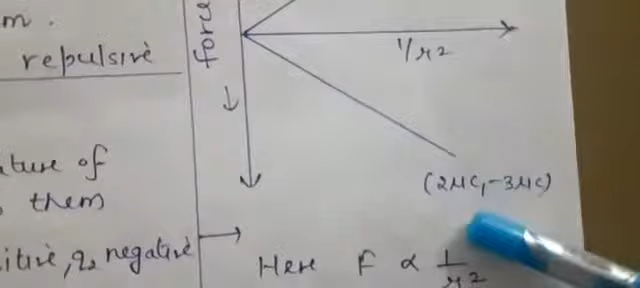 m.
repulsive
ture of
them
itive, q2 negative
force
1/r2
(2μC, -3μC)
Here F ∝ 1/r2